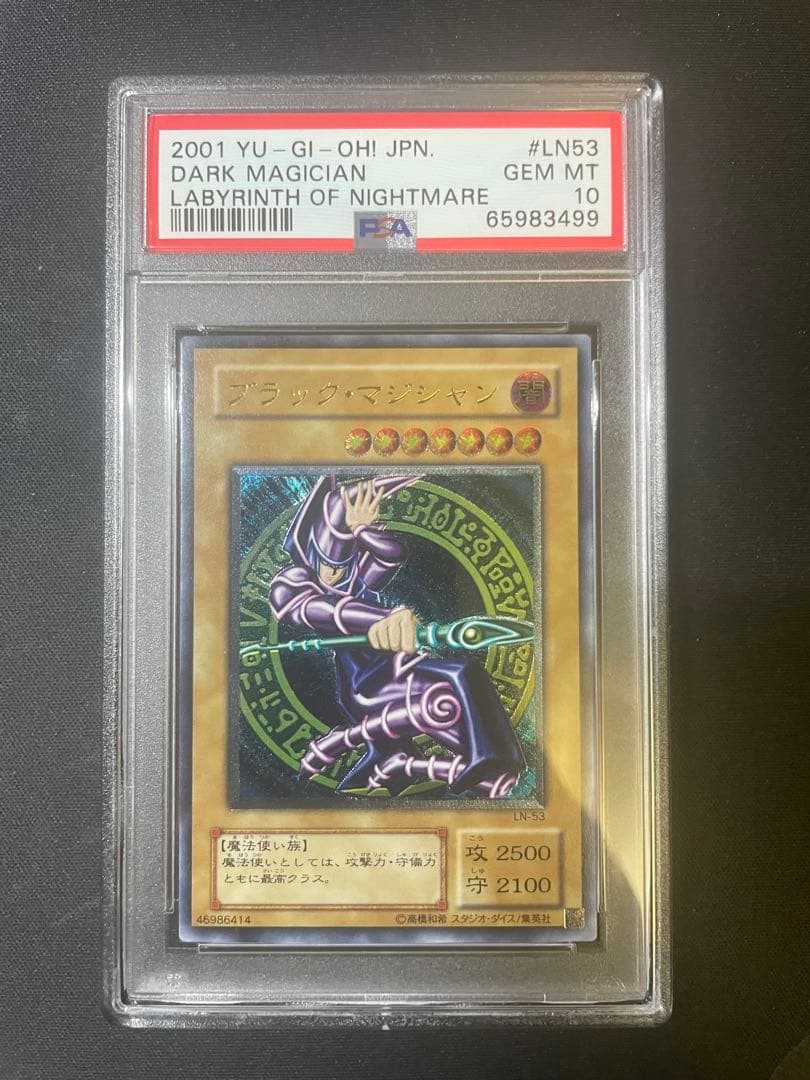 2001 YU-GI-OH! JPN. #LN53
DARK MAGICIAN GEM MT
LABYRINTH OF NIGHTMARE 10
65983499
PSA
ブラック・マジシャン 闇
LN-53
【魔法使い族】
魔法使いとしては、攻撃力・守備力
ともに最高クラス。
攻 2500
守 2100
46986414 ©高橋和希 スタジオ・ダイス/集英社